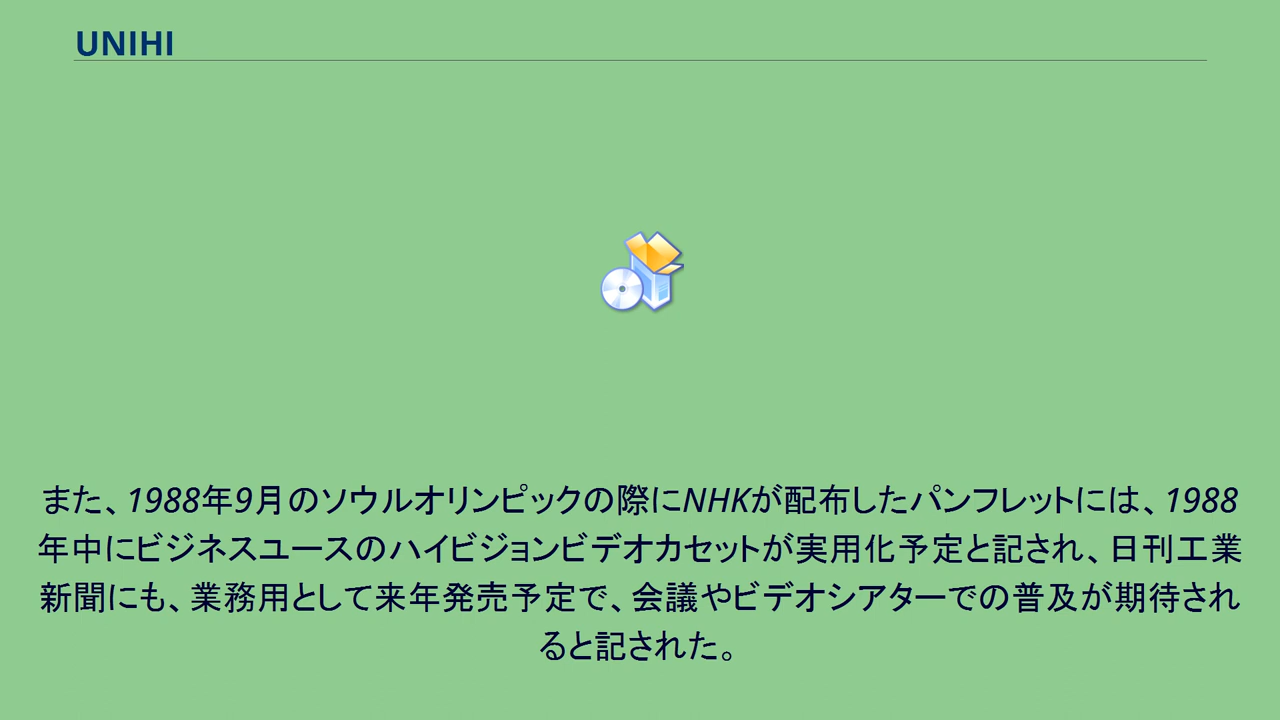 UNIHI
また、1988年9月のソウルオリンピックの際にNHKが配布したパンフレットには、1988
年中にビジネスユースのハイビジョンビデオカセットが実用化予定と記され、日刊工業
新聞にも、業務用として来年発売予定で、会議やビデオシアターでの普及が期待され
ると記された。